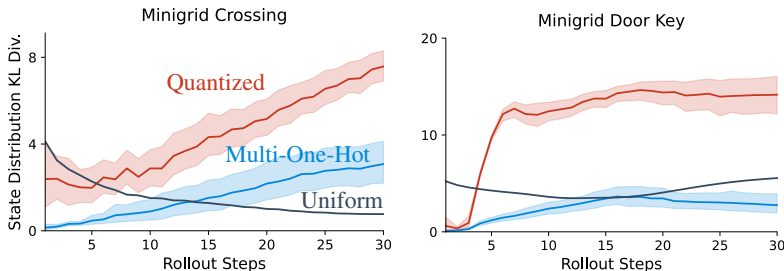 Minigrid Crossing
State Distribution KL Div.
8
4
0
5
10
15
20
25
30
Rollout Steps
Quantized
Multi-One-Hot
Uniform
Minigrid Door Key
20
10
0
5
10
15
20
25
30
Rollout Steps